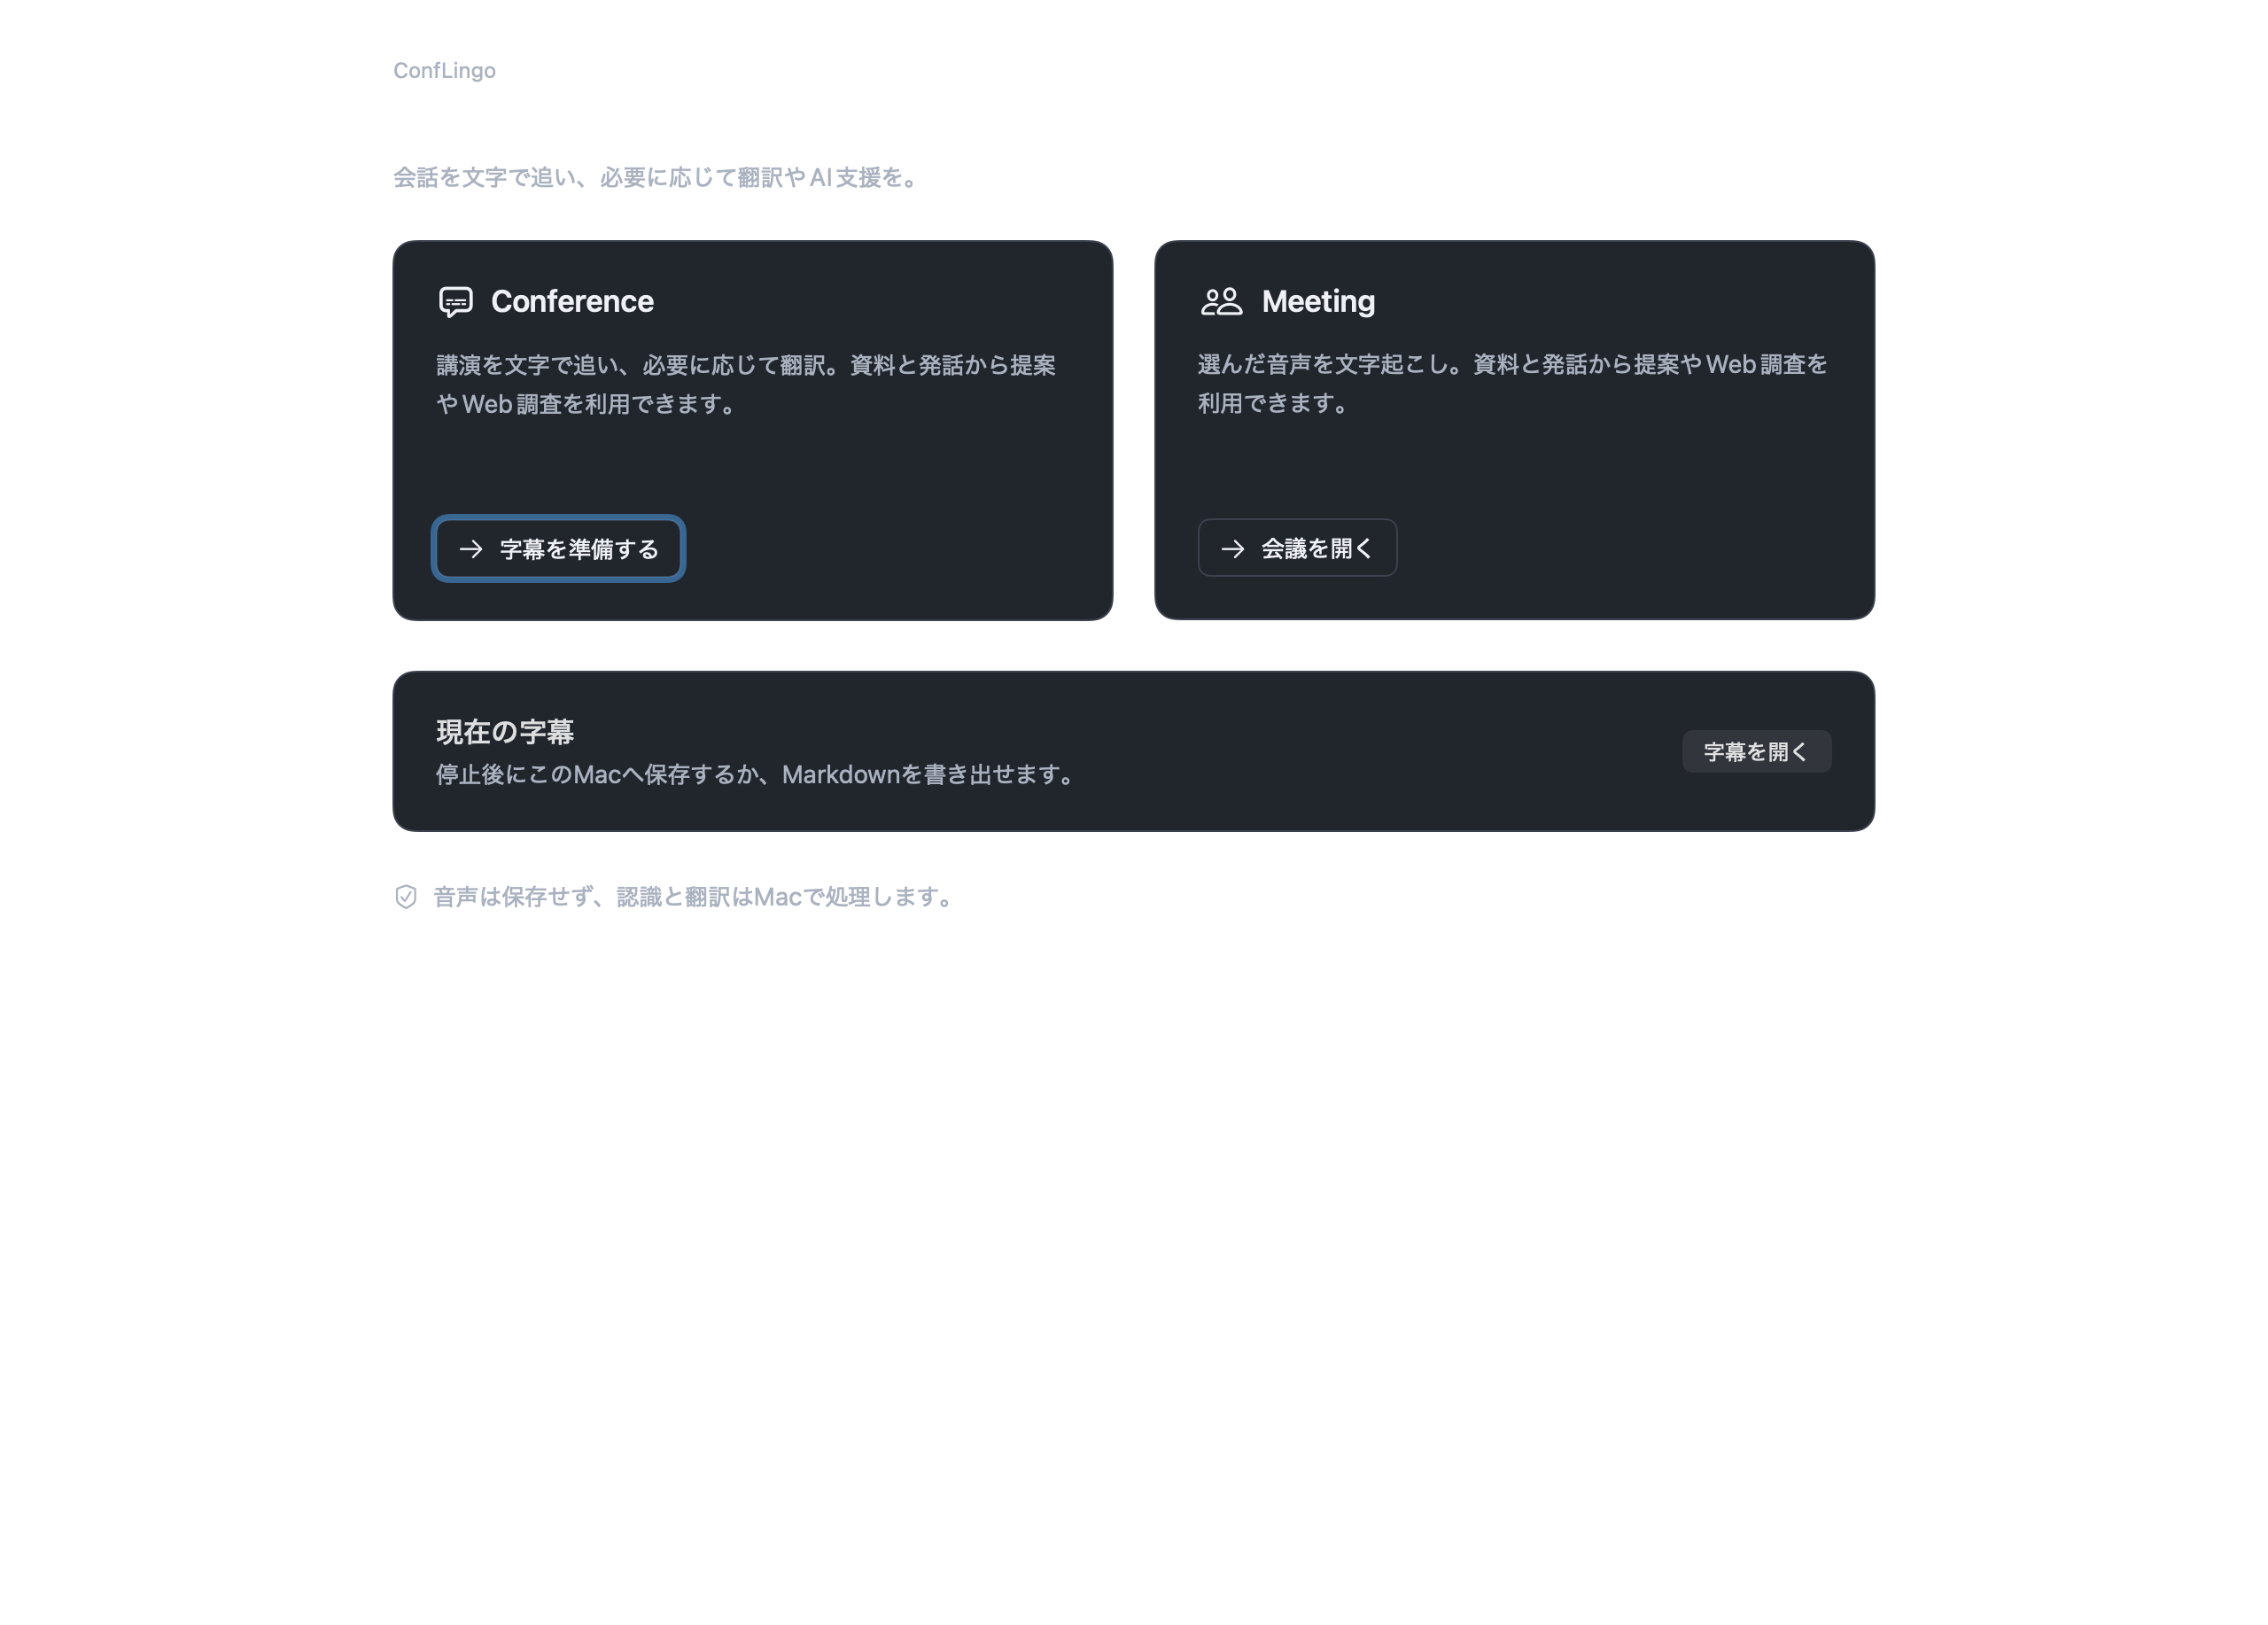 ConfLingo
会話を文字で追い、必要に応じて翻訳やAI支援を。
Conference
講演を文字で追い、必要に応じて翻訳。資料と発話から提案
やWeb調査を利用できます。
→ 字幕を準備する
Meeting
選んだ音声を文字起こし。資料と発話から提案やWeb調査を
利用できます。
→ 会議を開く
現在の字幕
停止後にこのMacへ保存するか、Markdownを書き出せます。
字幕を開く
音声は保存せず、認識と翻訳はMacで処理します。